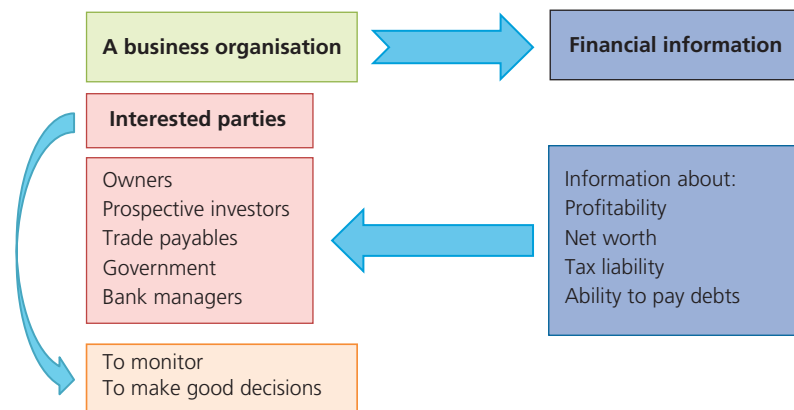 A business organisation
Financial information
Interested parties
Owners
Prospective investors
Trade payables
Government
Bank managers
Information about:
Profitability
Net worth
Tax liability
Ability to pay debts
To monitor
To make good decisions